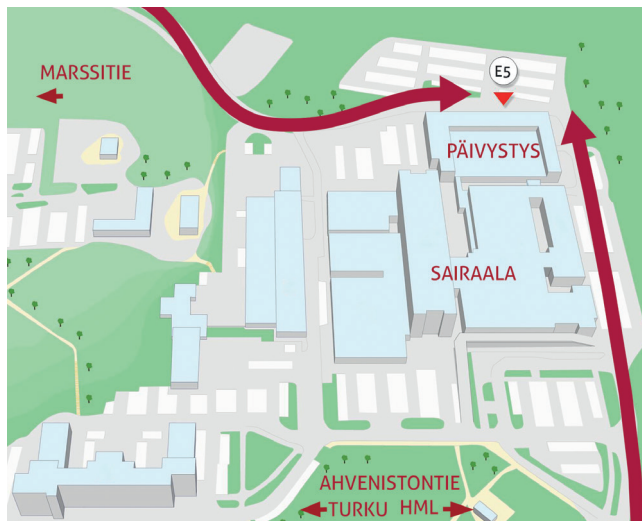 MARSSITIE
E5
PÄIVYSTYS
SAIRAALA
AHVENISTONTIE
TURKU HML